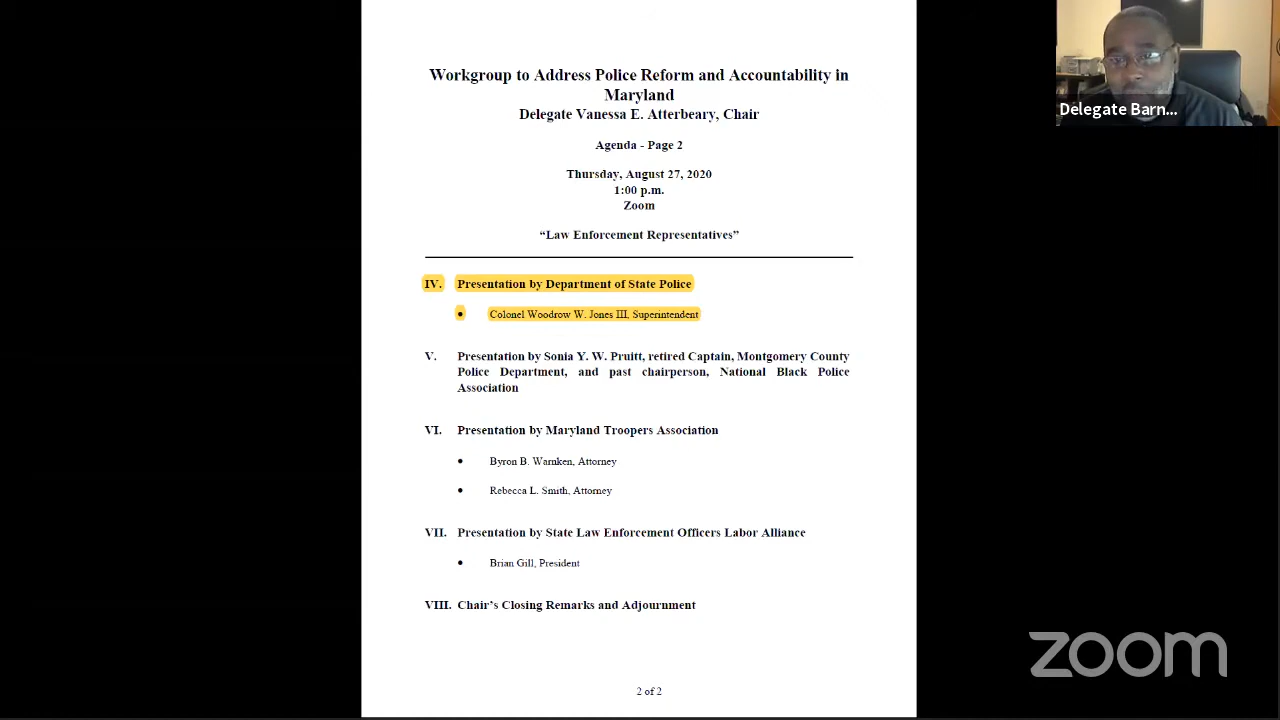 Workgroup to Address Police Reform and Accountability in
Maryland
Delegate Vanessa E. Atterbeary, Chair
Agenda - Page 2
Thursday, August 27, 2020
1:00 p.m.
Zoom
“Law Enforcement Representatives”
IV. Presentation by Department of State Police
• Colonel Woodrow W. Jones III, Superintendent
V. Presentation by Sonia Y. W. Pruitt, retired Captain, Montgomery County
Police Department, and past chairperson, National Black Police
Association
VI. Presentation by Maryland Troopers Association
• Byron B. Warnken, Attorney
• Rebecca L. Smith, Attorney
VII. Presentation by State Law Enforcement Officers Labor Alliance
• Brian Gill, President
VIII. Chair’s Closing Remarks and Adjournment
2 of 2
Delegate Barn...
zoom